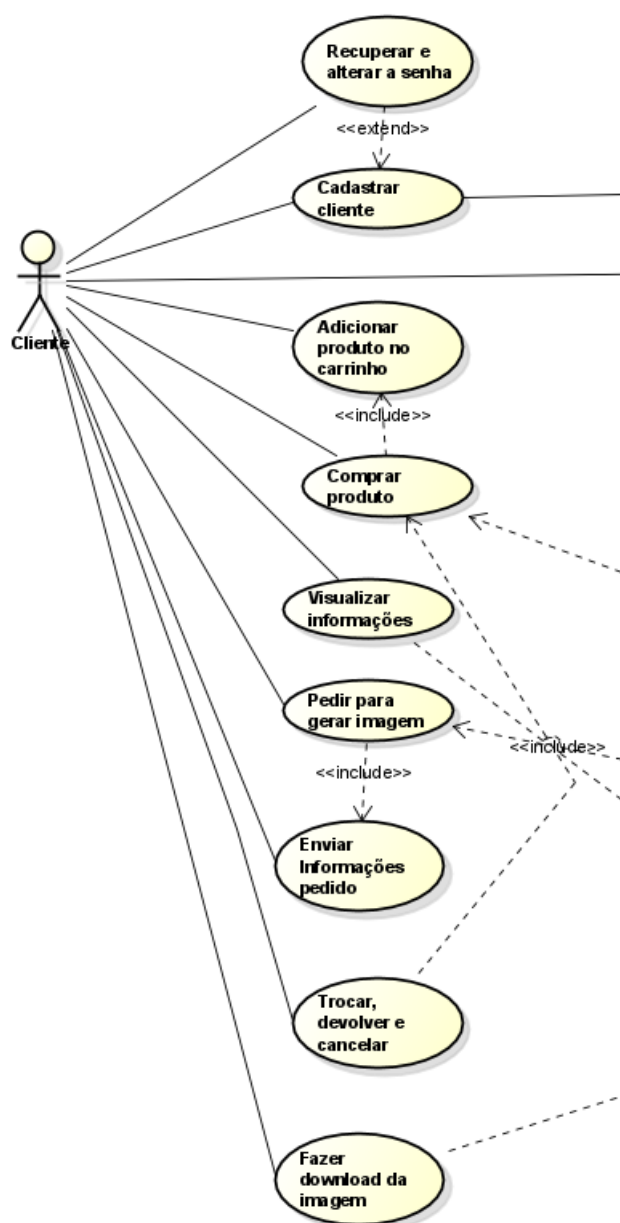 Recuperar e
alterar a senha
<<extend>>
Cadastrar
cliente
Cliente
Adicionar
produto no
carrinho
<<include>>
Comprar
produto
Visualizar
informações
Pedir para
gerar imagem
<<include>>
<<include>>
Enviar
Informações
pedido
Trocar,
devolver e
cancelar
Fazer
download da
imagem